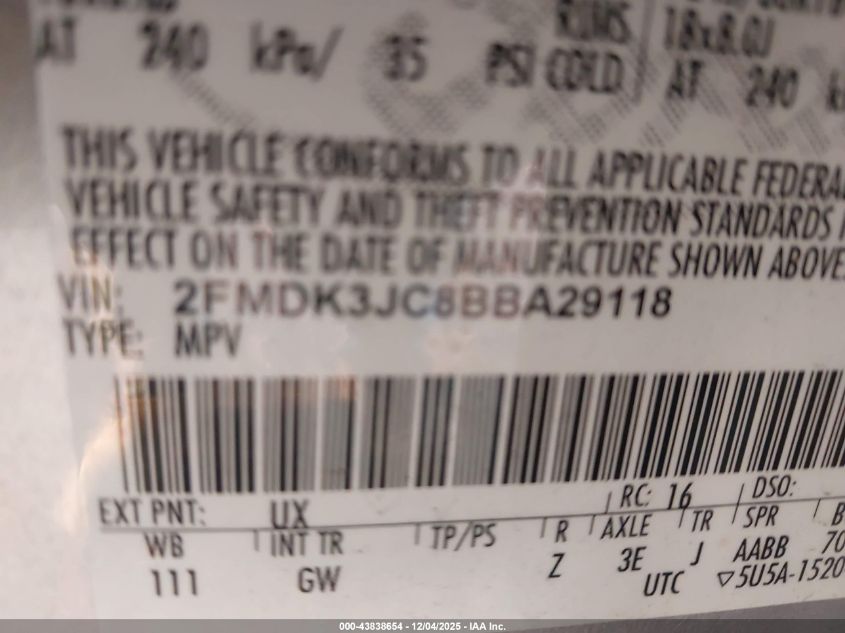 RIMS 18x8.0J
AT 240 kPa/ 35 PSI COLD AT 240
THIS VEHICLE CONFORMS TO ALL APPLICABLE FEDERAL
VEHICLE SAFETY AND THEFT PREVENTION STANDARDS
EFFECT ON THE DATE OF MANUFACTURE SHOWN ABOVE
VIN: 2FMDK3JC8BBA29118
TYPE: MPV
EXT PNT: UX RC: 16 DSO:
WB INT TR TP/PS R AXLE TR SPR B
111 GW Z 3E J AABB 70
UTC ▽5U5A-1520
000-43838654 - 12/04/2025 - IAA Inc.